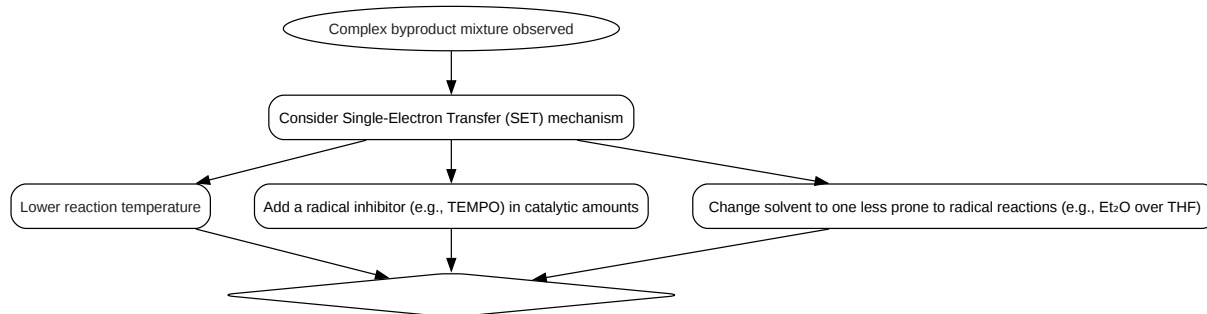 Complex byproduct mixture observed
Consider Single-Electron Transfer (SET) mechanism
Lower reaction temperature
Add a radical inhibitor (e.g., TEMPO) in catalytic amounts
Change solvent to one less prone to radical reactions (e.g., Et₂O over THF)